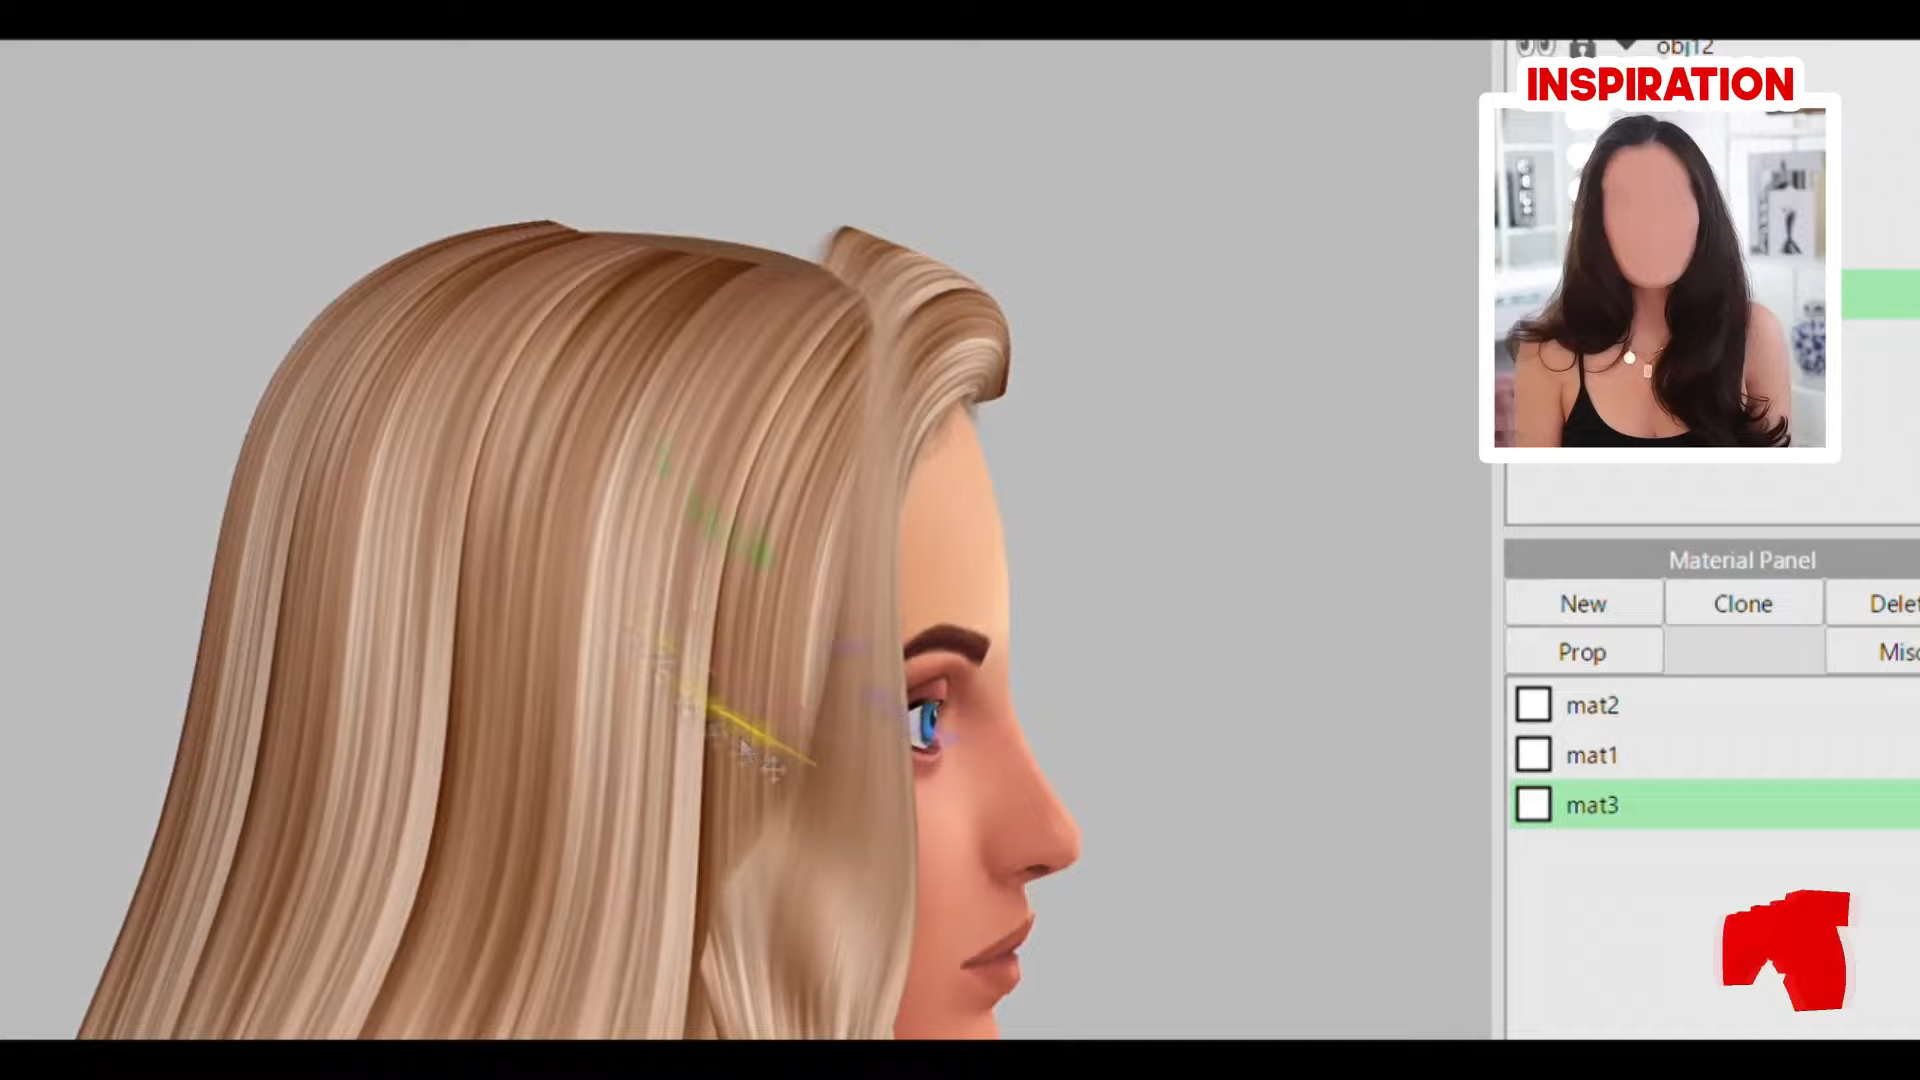 obj12
INSPIRATION
Material Panel
New
Clone
Delet
Prop
Misc
mat2
mat1
mat3